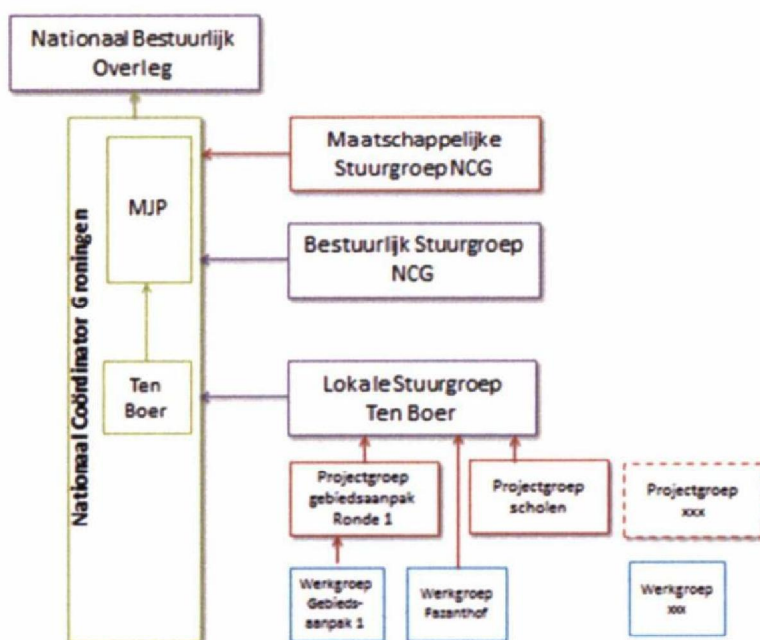 Nationaal Bestuurlijk
Overleg
Nationaal Coördinator Groningen
MJP
Ten
Boer
Maatschappelijke
Stuurgroep NCG
Bestuurlijk Stuurgroep
NCG
Lokale Stuurgroep
Ten Boer
Projectgroep
gebiedsaanpak
Ronde 1
Projectgroep
scholen
Projectgroep
xxx
Werkgroep
Gebieds-
aanpak 1
Werkgroep
Fazanthof
Werkgroep
xxx